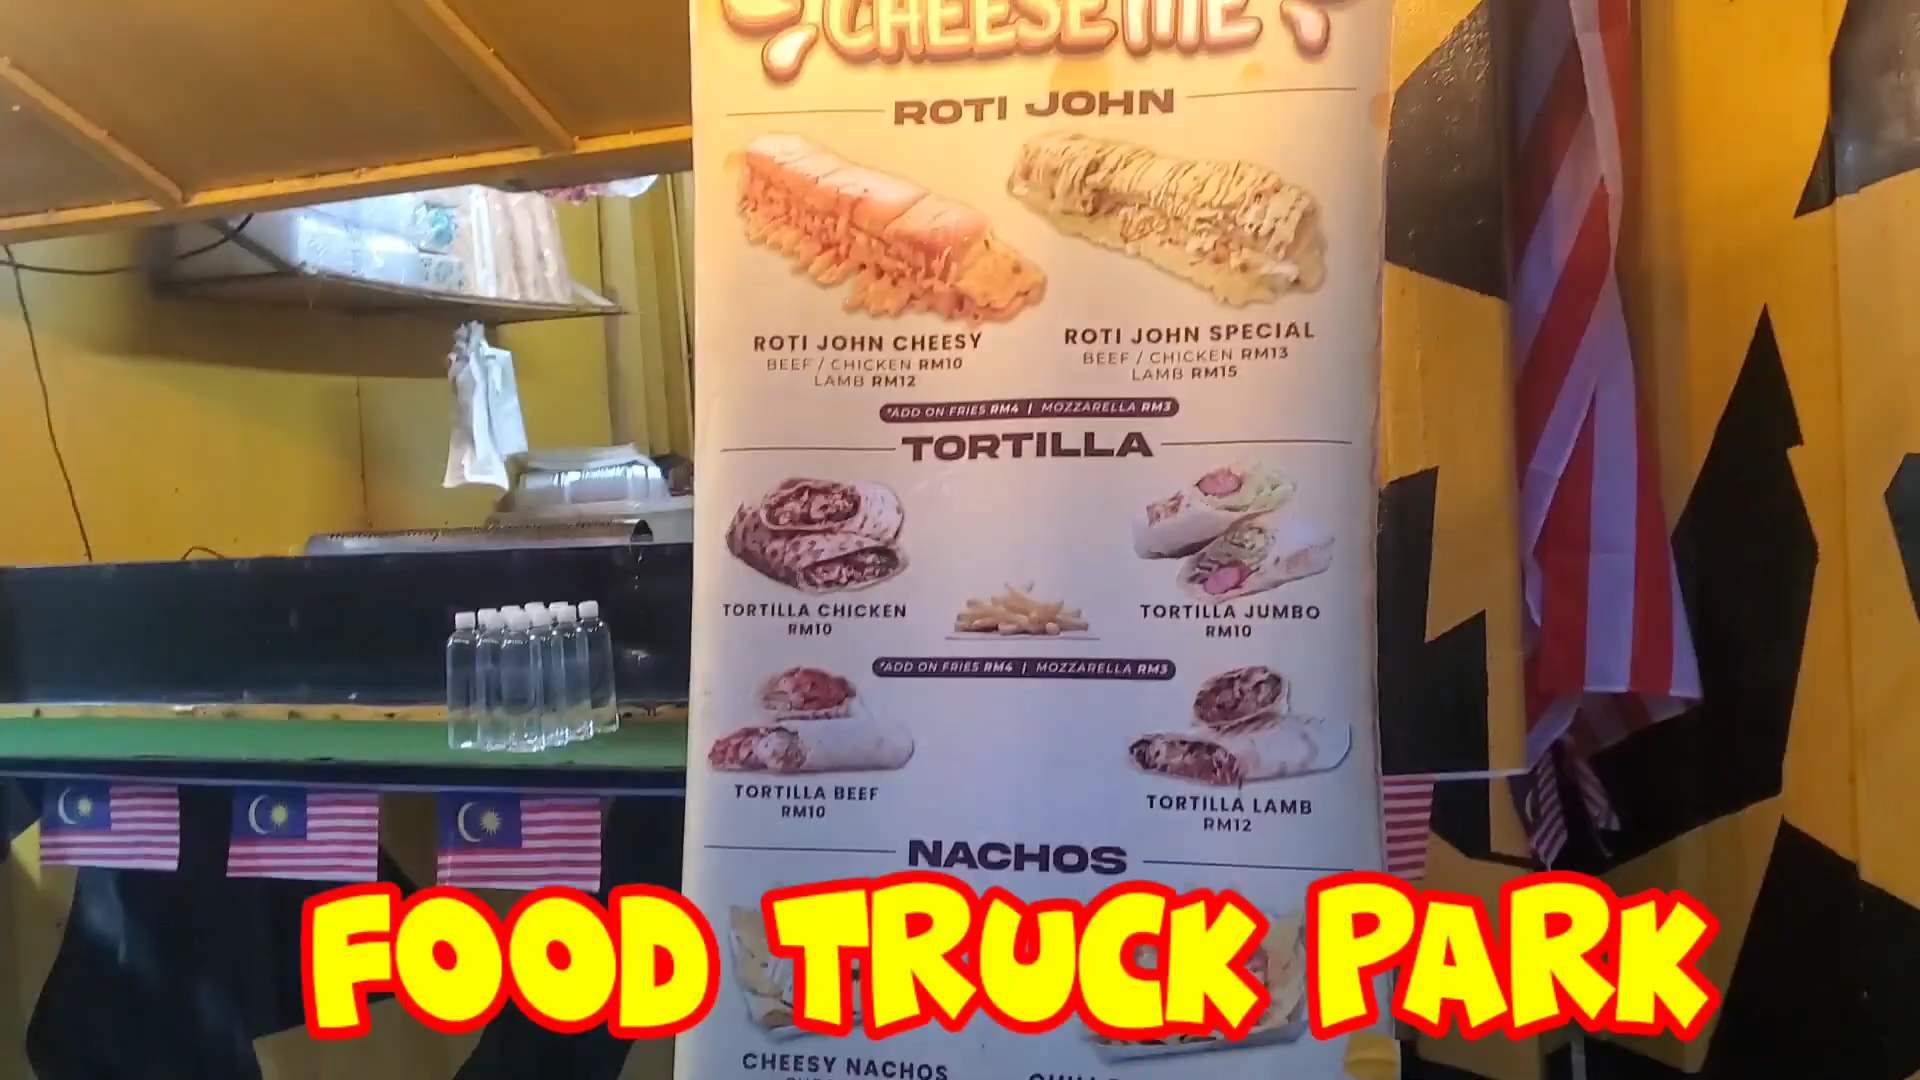 CHEESE ME
ROTI JOHN
ROTI JOHN CHEESY
BEEF / CHICKEN RM10
LAMB RM12
ROTI JOHN SPECIAL
BEEF / CHICKEN RM13
LAMB RM15
*ADD ON FRIES RM4 | MOZZARELLA RM3
TORTILLA
TORTILLA CHICKEN
RM10
TORTILLA JUMBO
RM10
*ADD ON FRIES RM4 | MOZZARELLA RM3
TORTILLA BEEF
RM10
TORTILLA LAMB
RM12
NACHOS
FOOD TRUCK PARK
CHEESY NACHOS